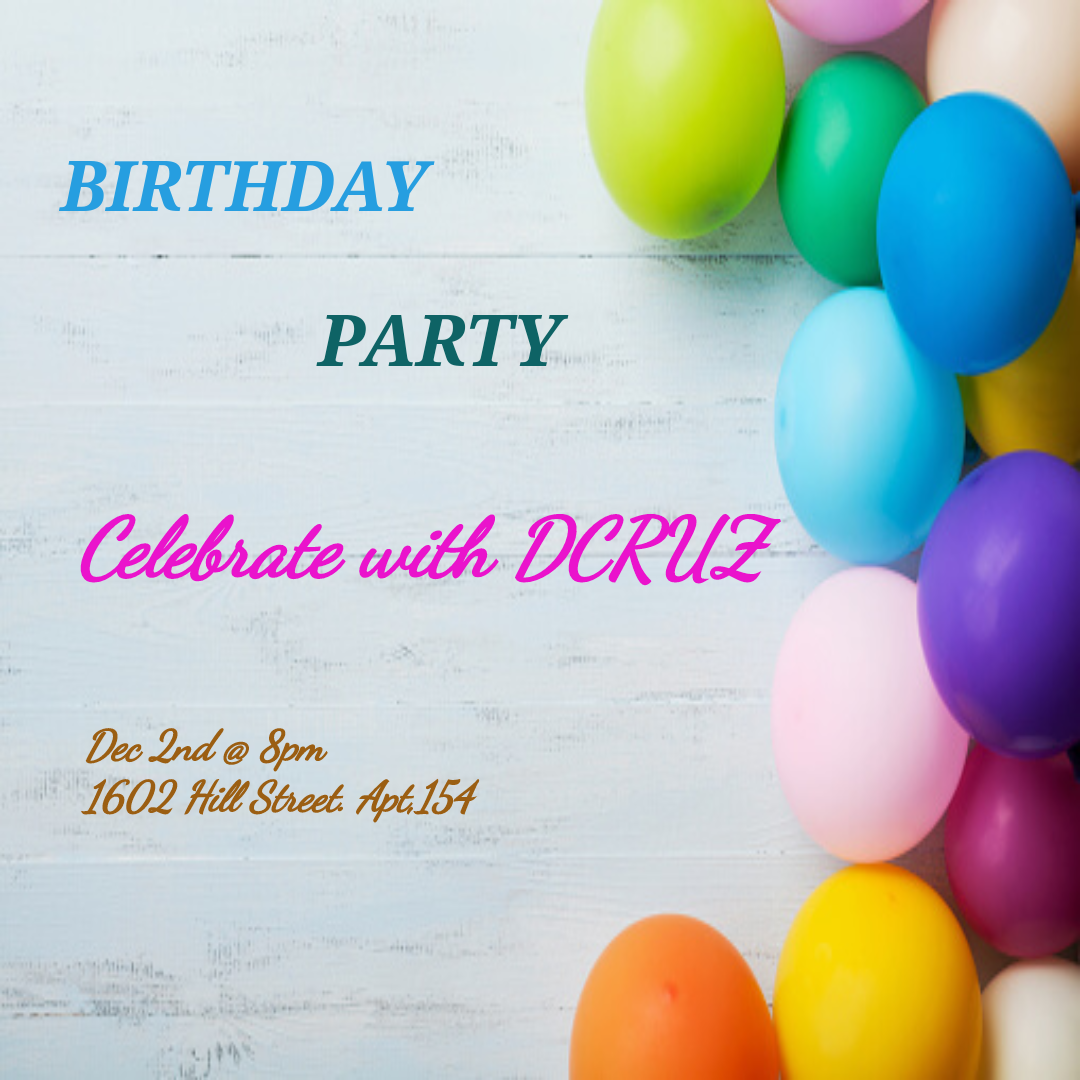 BIRTHDAY
PARTY
Celebrate with DCRUZ
Dec 2nd @ 8pm
1602 Hill Street. Apt.154